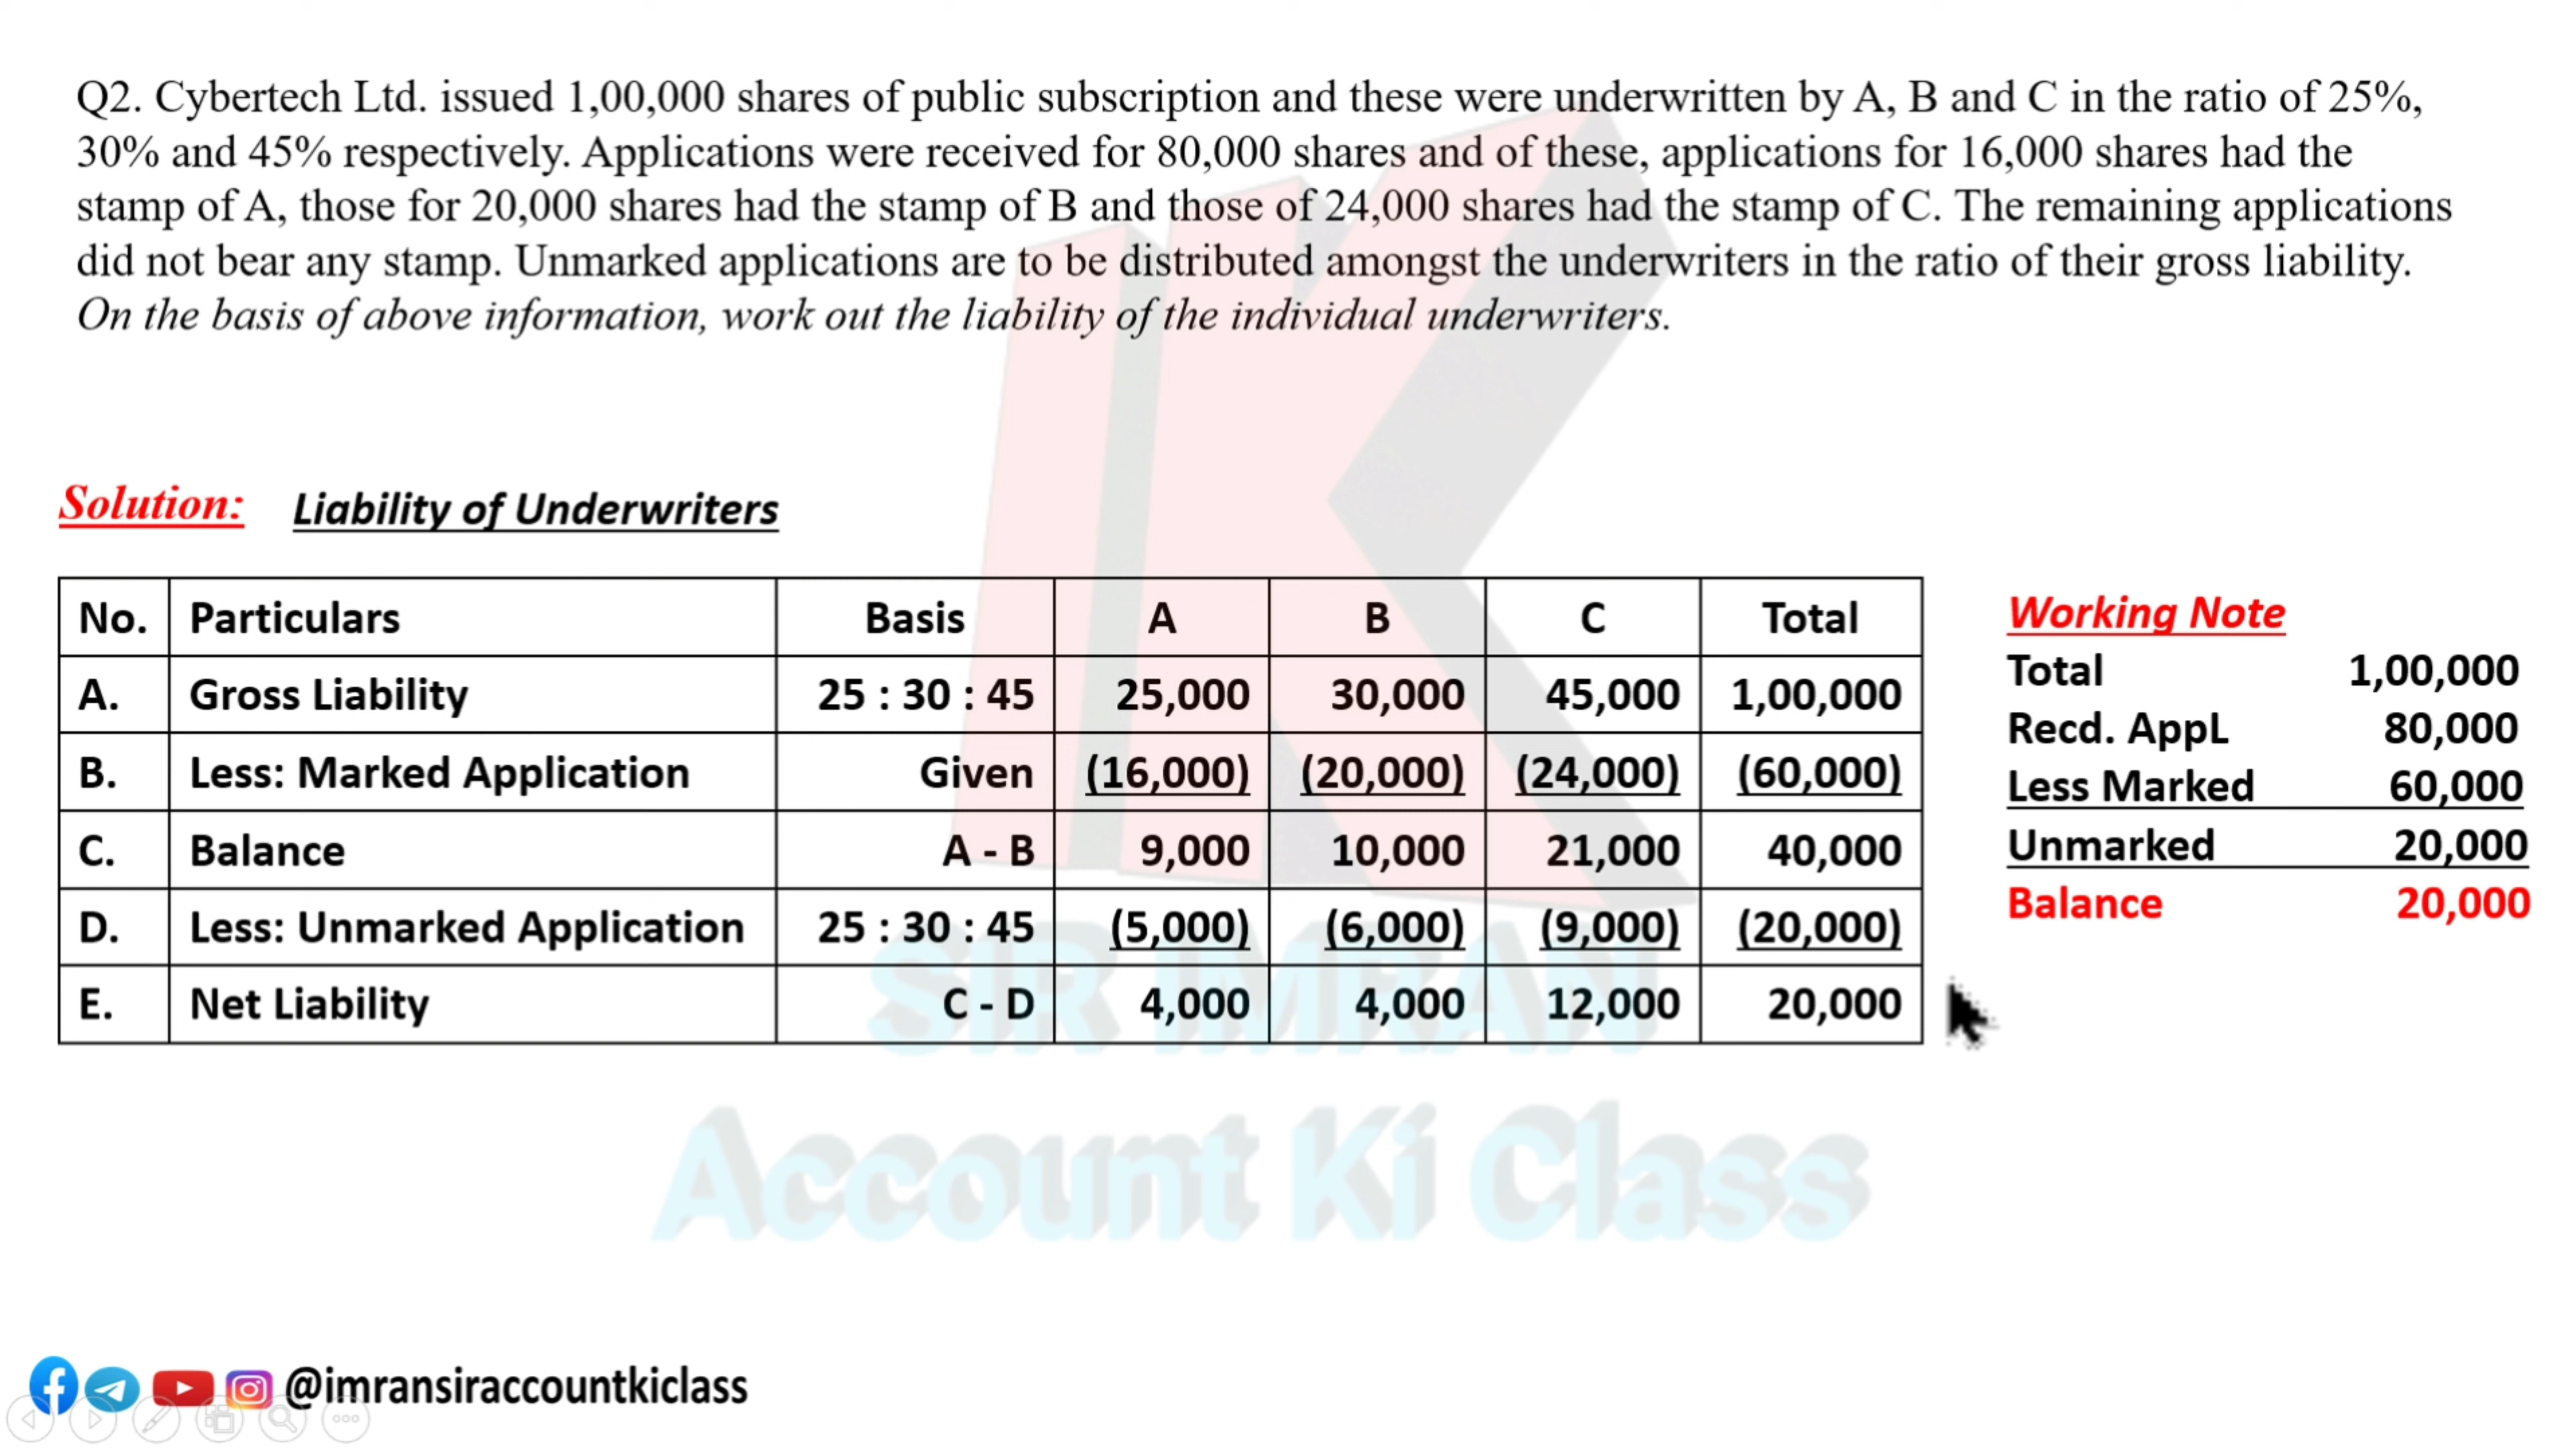 Q2. Cybertech Ltd. issued 1,00,000 shares of public subscription and these were underwritten by A, B and C in the ratio of 25%,
30% and 45% respectively. Applications were received for 80,000 shares and of these, applications for 16,000 shares had the
stamp of A, those for 20,000 shares had the stamp of B and those of 24,000 shares had the stamp of C. The remaining applications
did not bear any stamp. Unmarked applications are to be distributed amongst the underwriters in the ratio of their gross liability.
On the basis of above information, work out the liability of the individual underwriters.
Solution: Liability of Underwriters
No. Particulars Basis A B C Total
A. Gross Liability 25 : 30 : 45 25,000 30,000 45,000 1,00,000
B. Less: Marked Application Given (16,000) (20,000) (24,000) (60,000)
C. Balance A - B 9,000 10,000 21,000 40,000
D. Less: Unmarked Application 25 : 30 : 45 (5,000) (6,000) (9,000) (20,000)
E. Net Liability C - D 4,000 4,000 12,000 20,000
Working Note
Total 1,00,000
Recd. AppL 80,000
Less Marked 60,000
Unmarked 20,000
Balance 20,000
SIR IMRAN
Account Ki Class
@imransiraccountkiclass